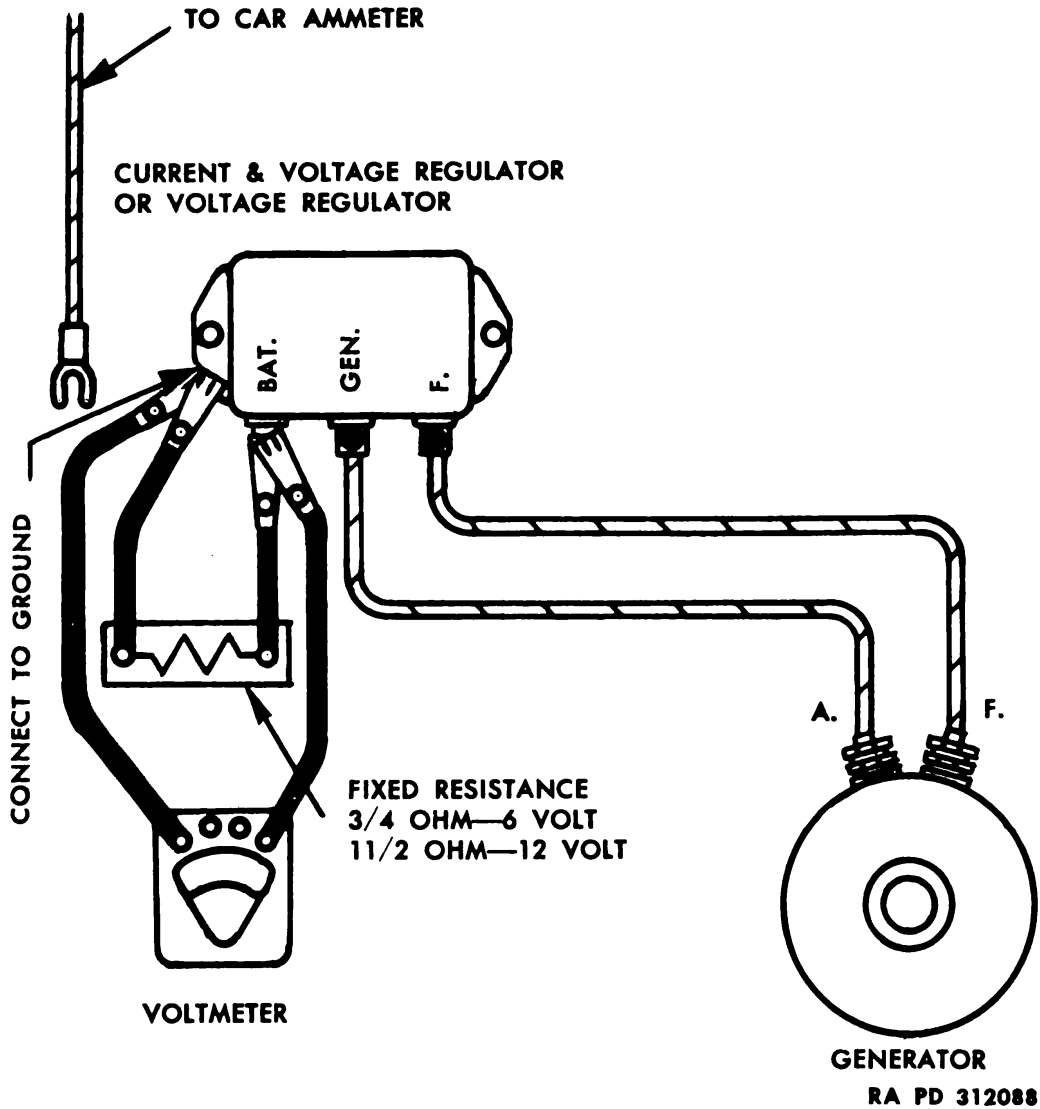 TO CAR AMMETER
CURRENT & VOLTAGE REGULATOR
OR VOLTAGE REGULATOR
BAT.
GEN.
F.
CONNECT TO GROUND
A.
F.
FIXED RESISTANCE
3/4 OHM—6 VOLT
11/2 OHM—12 VOLT
VOLTMETER
GENERATOR
RA PD 312088